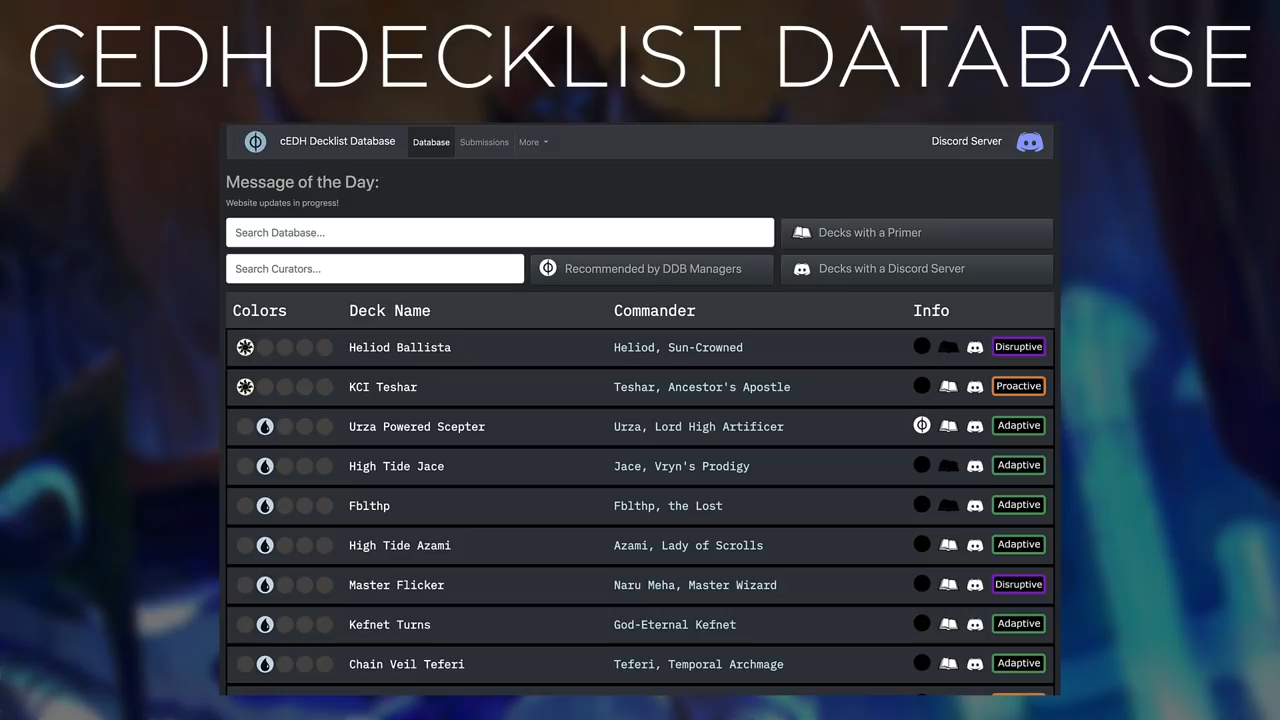 CEDH DECKLIST DATABASE
cEDH Decklist Database Database Submissions More Discord Server
Message of the Day:
Website updates in progress!
Search Database... Decks with a Primer
Search Curators... Recommended by DDB Managers Decks with a Discord Server
Colors Deck Name Commander Info
Heliod Ballista Heliod, Sun-Crowned Disruptive
KCI Teshar Teshar, Ancestor's Apostle Proactive
Urza Powered Scepter Urza, Lord High Artificer Adaptive
High Tide Jace Jace, Vryn's Prodigy Adaptive
Fblthp Fblthp, the Lost Adaptive
High Tide Azami Azami, Lady of Scrolls Adaptive
Master Flicker Naru Meha, Master Wizard Disruptive
Kefnet Turns God-Eternal Kefnet Adaptive
Chain Veil Teferi Teferi, Temporal Archmage Adaptive